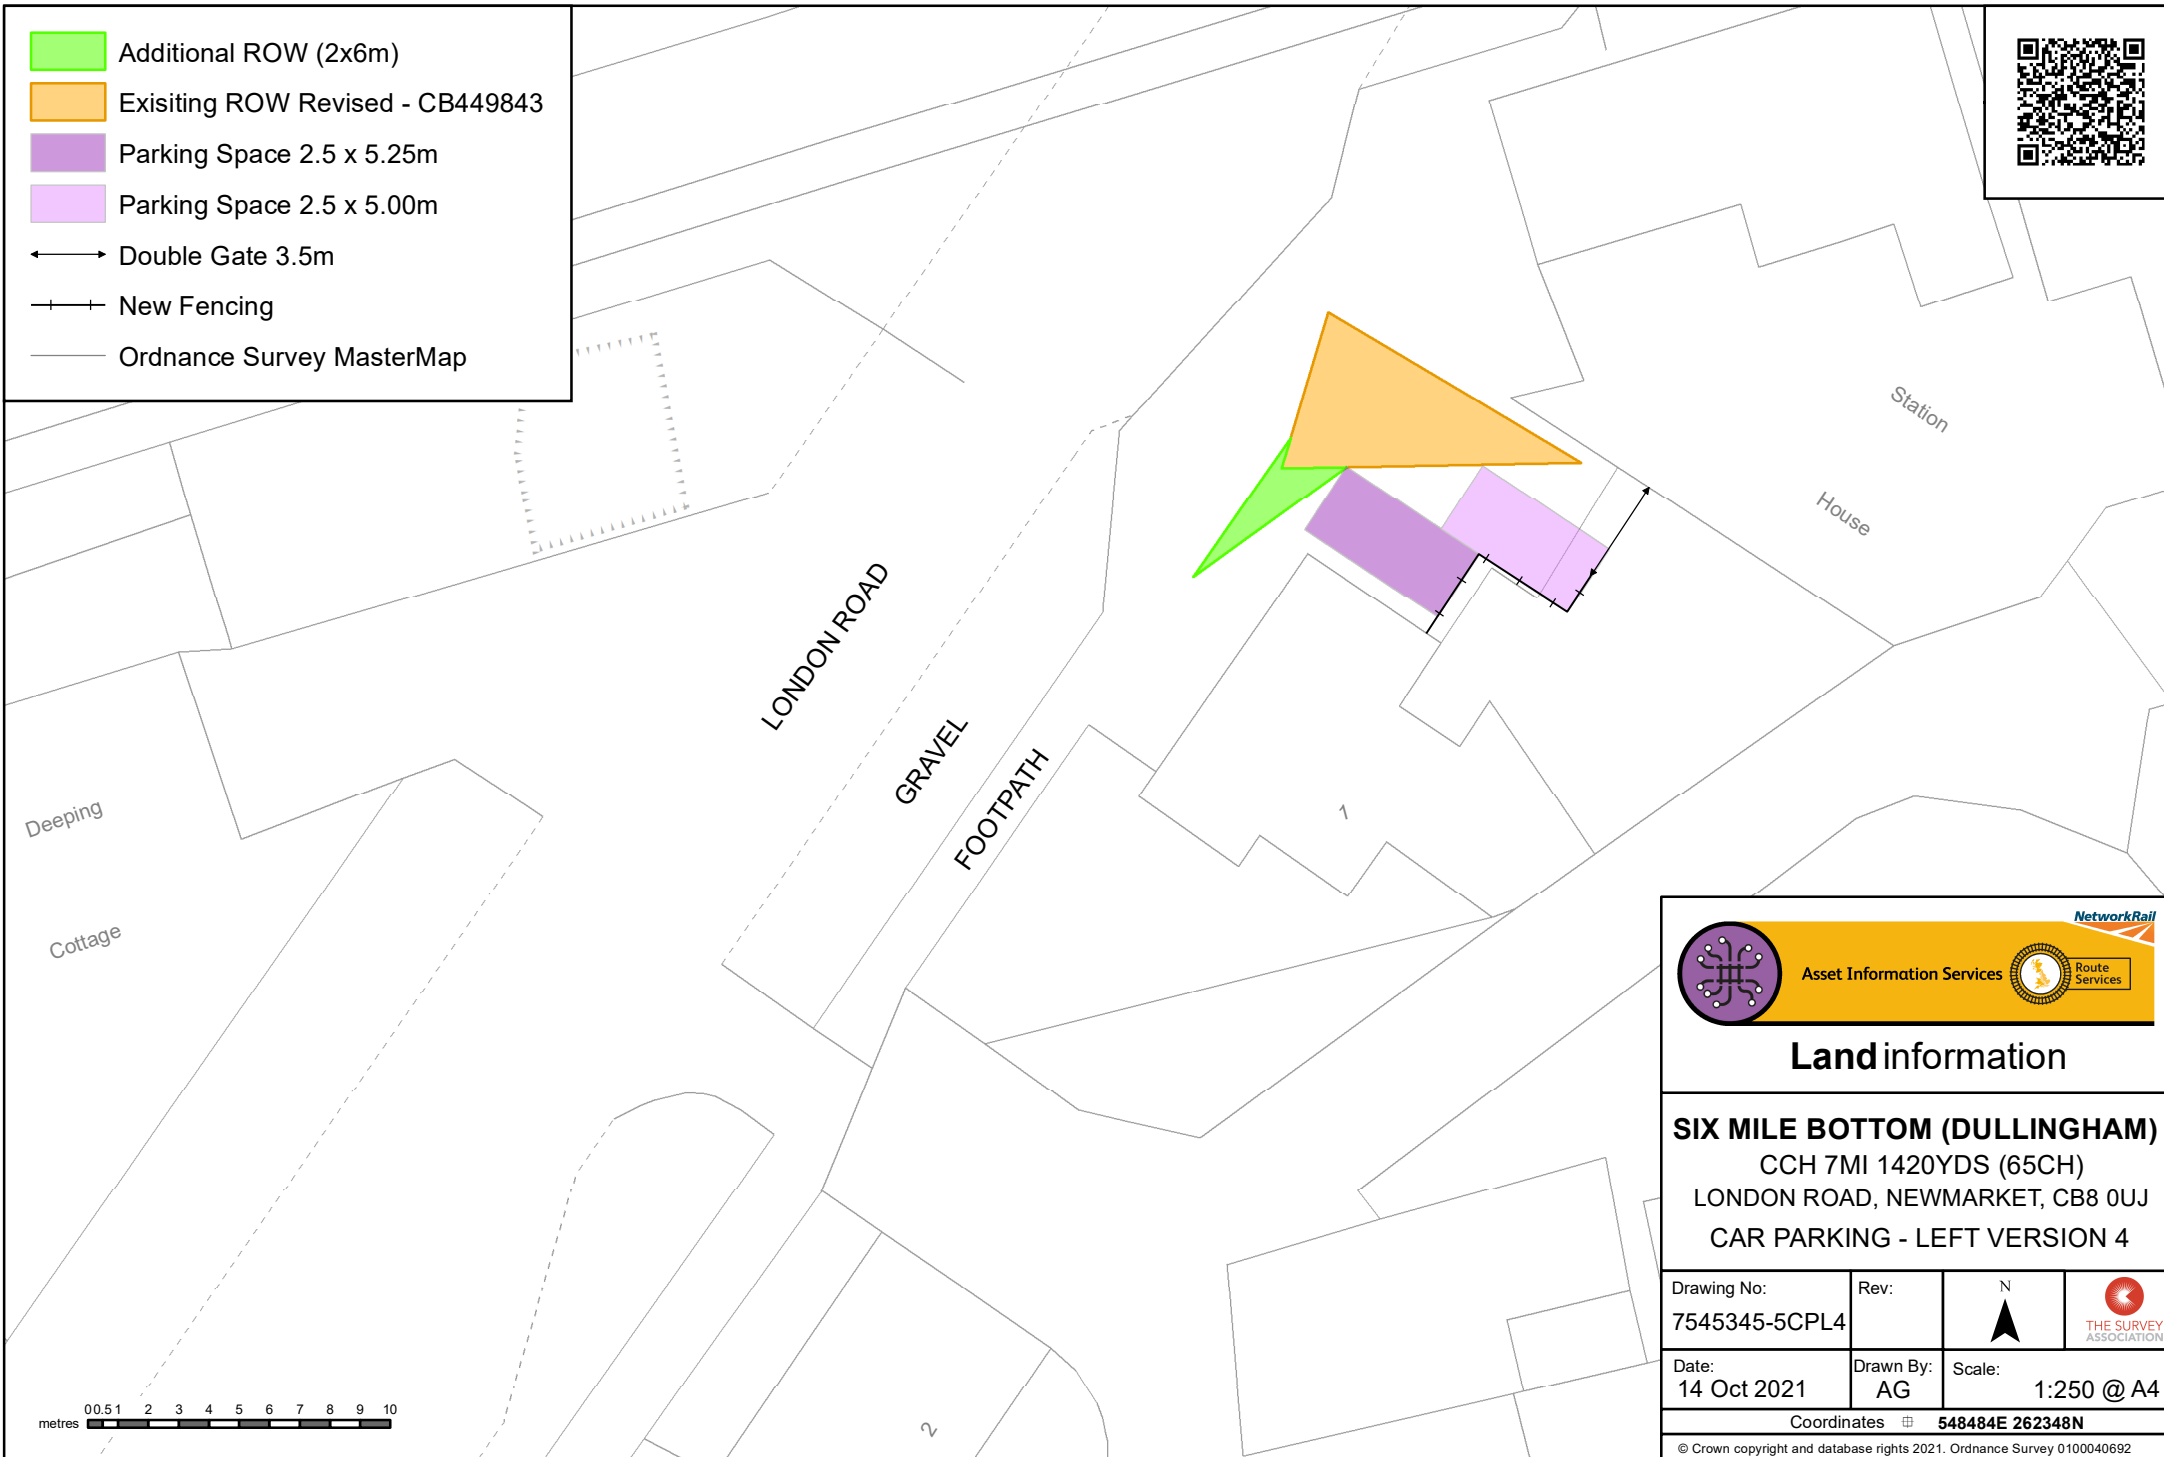 Additional ROW (2x6m)
Exisiting ROW Revised - CB449843
Parking Space 2.5 x 5.25m
Parking Space 2.5 x 5.00m
Double Gate 3.5m
New Fencing
Ordnance Survey MasterMap
Station
House
LONDON ROAD
GRAVEL
FOOTPATH
1
Deeping
Cottage
2
metres 0 0.5 1 2 3 4 5 6 7 8 9 10
NetworkRail
Asset Information Services
Route
Services
Land information
SIX MILE BOTTOM (DULLINGHAM)
CCH 7MI 1420YDS (65CH)
LONDON ROAD, NEWMARKET, CB8 0UJ
CAR PARKING - LEFT VERSION 4
Drawing No:
7545345-5CPL4
Rev:
N
THE SURVEY
ASSOCIATION
Date:
14 Oct 2021
Drawn By:
AG
Scale:
1:250 @ A4
Coordinates 548484E 262348N
© Crown copyright and database rights 2021. Ordnance Survey 0100040692